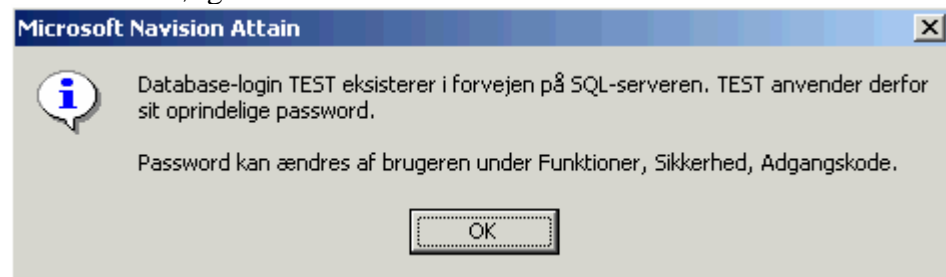 Microsoft Navision Attain
Database-login TEST eksisterer i forvejen på SQL-serveren. TEST anvender derfor
sit oprindelige password.
Password kan ændres af brugeren under Funktioner, Sikkerhed, Adgangskode.
OK